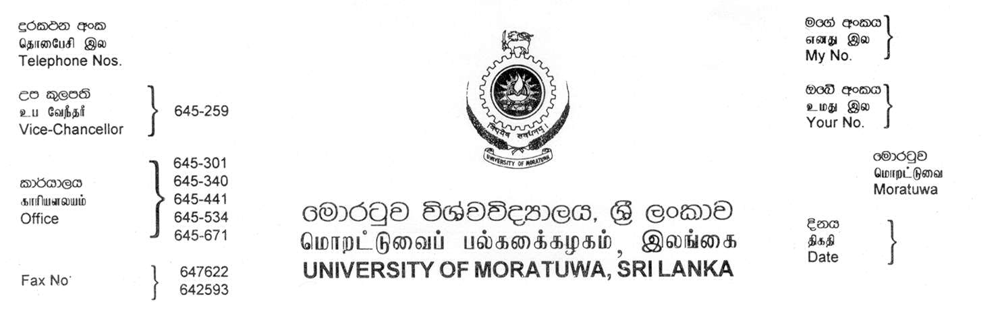 දුරකථන අංක
தொலைபேசி இல
Telephone Nos.
උප කුලපති
உப வேந்தர்
Vice-Chancellor
645-259
කාර්යාලය
காரியாலயம்
Office
645-301
645-340
645-441
645-534
645-671
Fax No
647622
642593
UNIVERSITY OF MORATUWA
මොරටුව විශ්වවිද්‍යාලය, ශ්‍රී ලංකාව
மொறட்டுவைப் பல்கலைக்கழகம், இலங்கை
UNIVERSITY OF MORATUWA, SRI LANKA
මගේ අංකය
எனது இல
My No.
ඔබේ අංකය
உமது இல
Your No.
මොරටුව
மொறட்டுவை
Moratuwa
දිනය
திகதி
Date